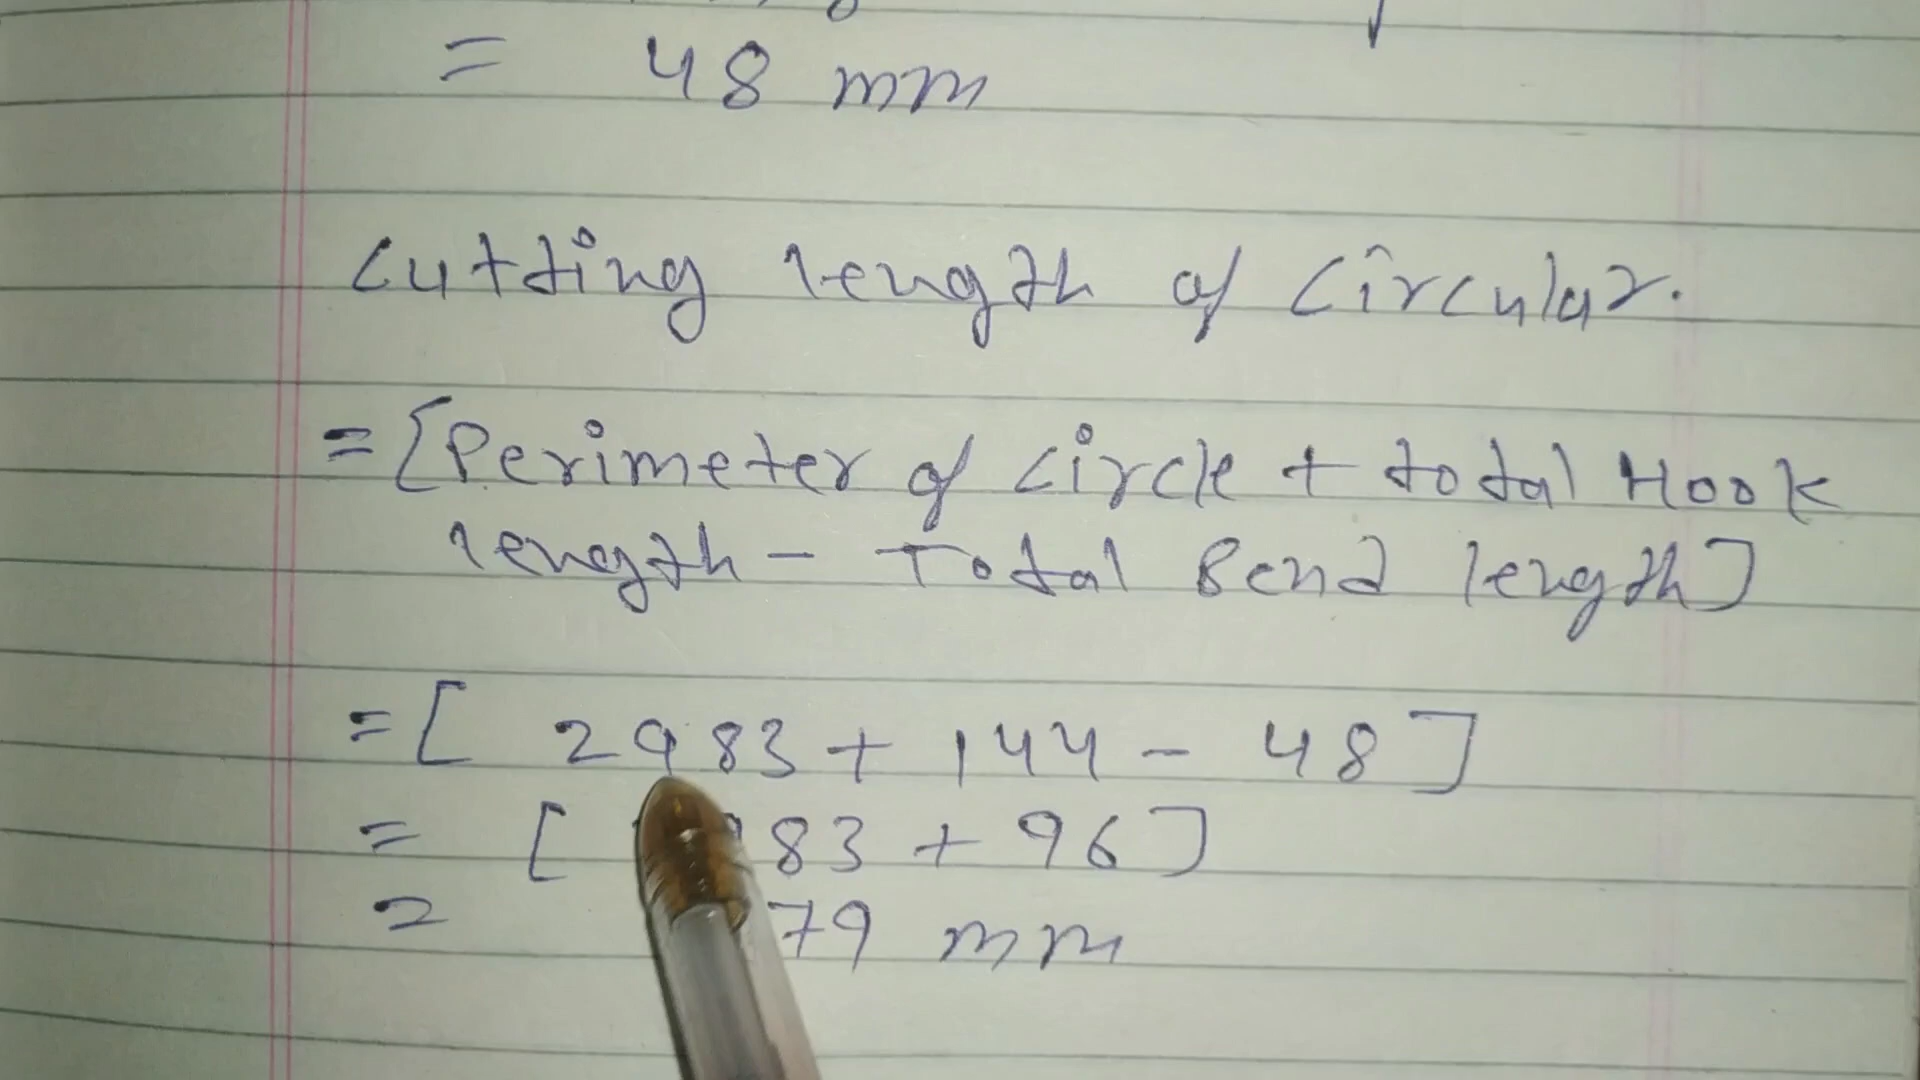 = 48 mm
Cutting length of Circular.
= [Perimeter of circle + total Hook
length - Total Bend length]
= [ 2983 + 144 - 48 ]
= [ 83 + 96 ]
= 79 mm